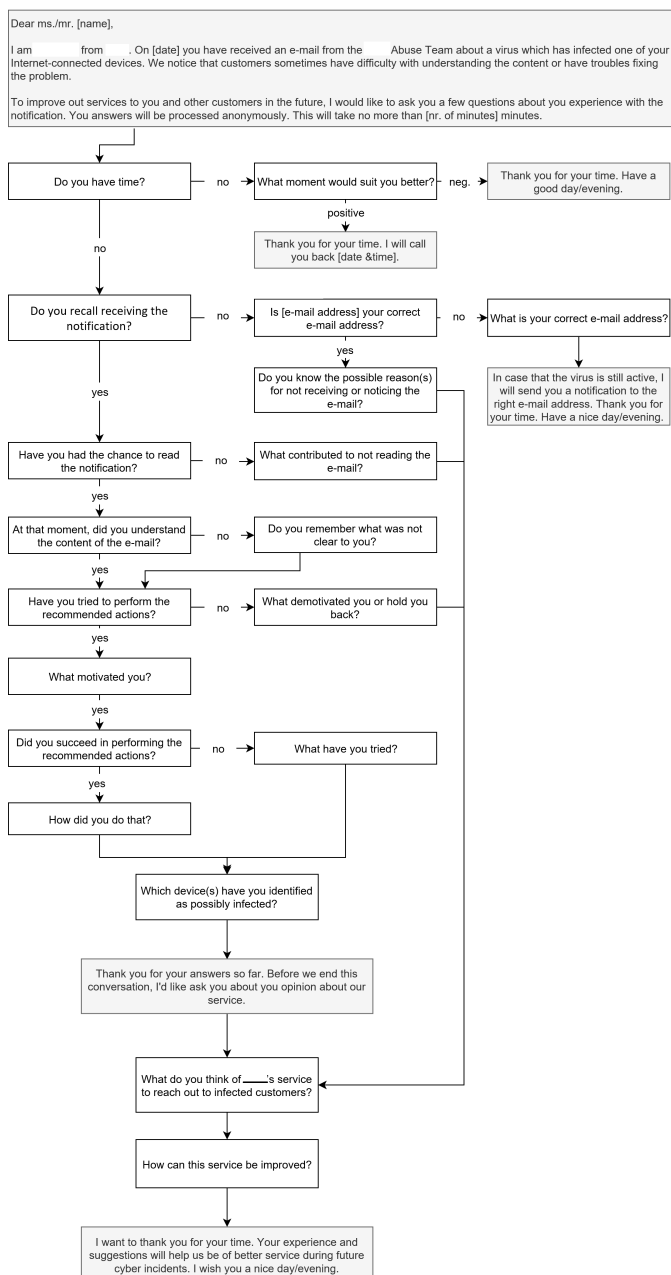 Dear ms./mr. [name],
I am from . On [date] you have received an e-mail from the Abuse Team about a virus which has infected one of your
Internet-connected devices. We notice that customers sometimes have difficulty with understanding the content or have troubles fixing
the problem.
To improve out services to you and other customers in the future, I would like to ask you a few questions about you experience with the
notification. You answers will be processed anonymously. This will take no more than [nr. of minutes] minutes.
Do you have time?
no
What moment would suit you better?
neg.
Thank you for your time. Have a
good day/evening.
positive
Thank you for your time. I will call
you back [date &time].
no
Do you recall receiving the
notification?
no
Is [e-mail address] your correct
e-mail address?
no
What is your correct e-mail address?
yes
Do you know the possible reason(s)
for not receiving or noticing the
e-mail?
In case that the virus is still active, I
will send you a notification to the
right e-mail address. Thank you for
your time. Have a nice day/evening.
yes
Have you had the chance to read
the notification?
no
What contributed to not reading the
e-mail?
yes
At that moment, did you understand
the content of the e-mail?
no
Do you remember what was not
clear to you?
yes
Have you tried to perform the
recommended actions?
no
What demotivated you or hold you
back?
yes
What motivated you?
yes
Did you succeed in performing the
recommended actions?
no
What have you tried?
yes
How did you do that?
Which device(s) have you identified
as possibly infected?
Thank you for your answers so far. Before we end this
conversation, I'd like ask you about you opinion about our
service.
What do you think of ____'s service
to reach out to infected customers?
How can this service be improved?
I want to thank you for your time. Your experience and
suggestions will help us be of better service during future
cyber incidents. I wish you a nice day/evening.